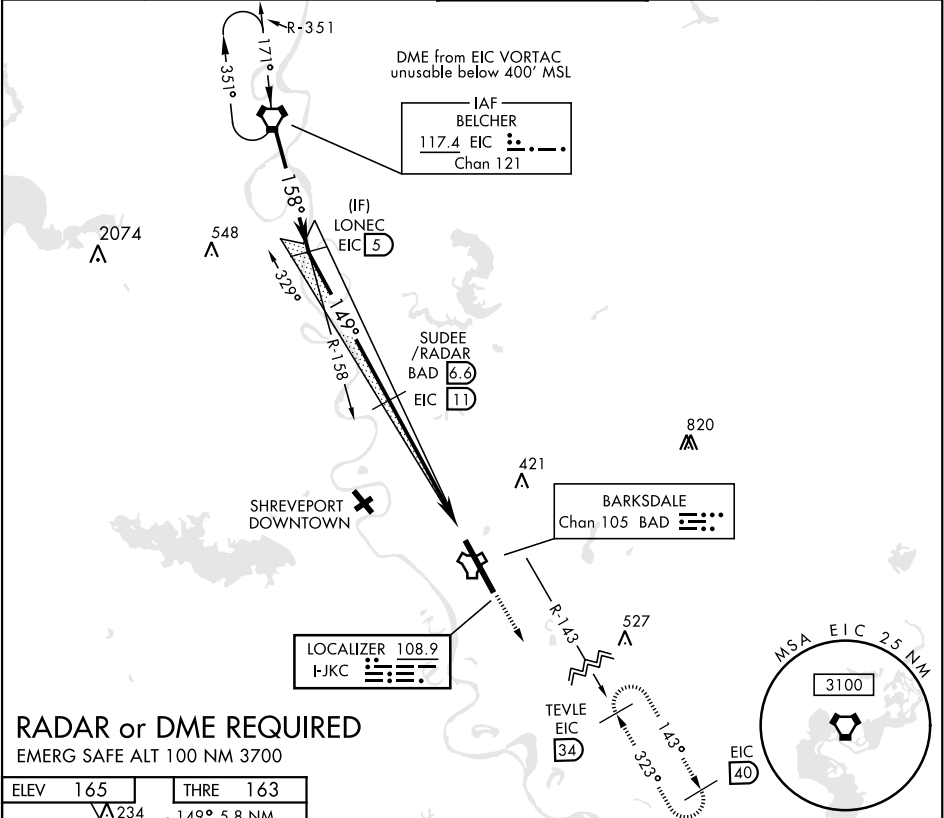 R-351
171°
351°
DME from EIC VORTAC
unusable below 400' MSL
IAF
BELCHER
117.4 EIC
Chan 121
158°
(IF)
LONEC
EIC 5
2074
548
329°
149°
R-158
SUDEE
/RADAR
BAD 6.6
EIC 11
820
421
SHREVEPORT
DOWNTOWN
BARKSDALE
Chan 105 BAD
R-143
527
LOCALIZER 108.9
I-JKC
MSA EIC 25 NM
3100
TEVLE
EIC
34
143°
323°
EIC
40
RADAR or DME REQUIRED
EMERG SAFE ALT 100 NM 3700
ELEV 165
THRE 163
234
149° 5.8 NM